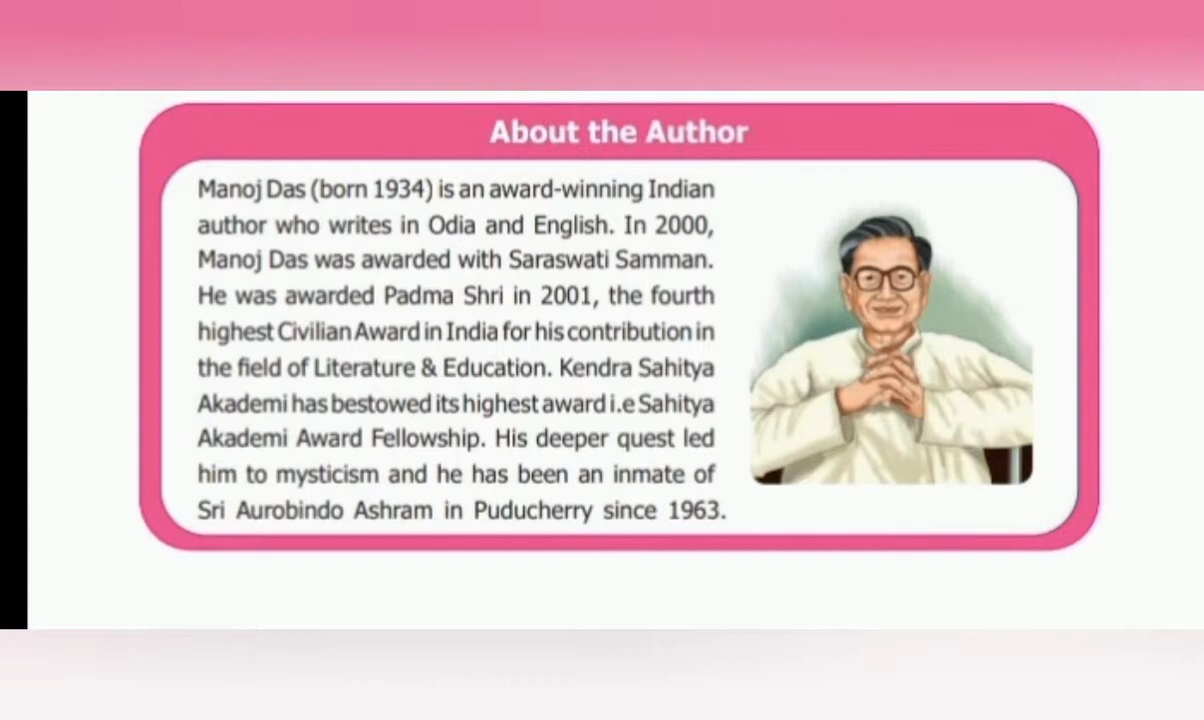 About the Author
Manoj Das (born 1934) is an award-winning Indian
author who writes in Odia and English. In 2000,
Manoj Das was awarded with Saraswati Samman.
He was awarded Padma Shri in 2001, the fourth
highest Civilian Award in India for his contribution in
the field of Literature & Education. Kendra Sahitya
Akademi has bestowed its highest award i.e Sahitya
Akademi Award Fellowship. His deeper quest led
him to mysticism and he has been an inmate of
Sri Aurobindo Ashram in Puducherry since 1963.